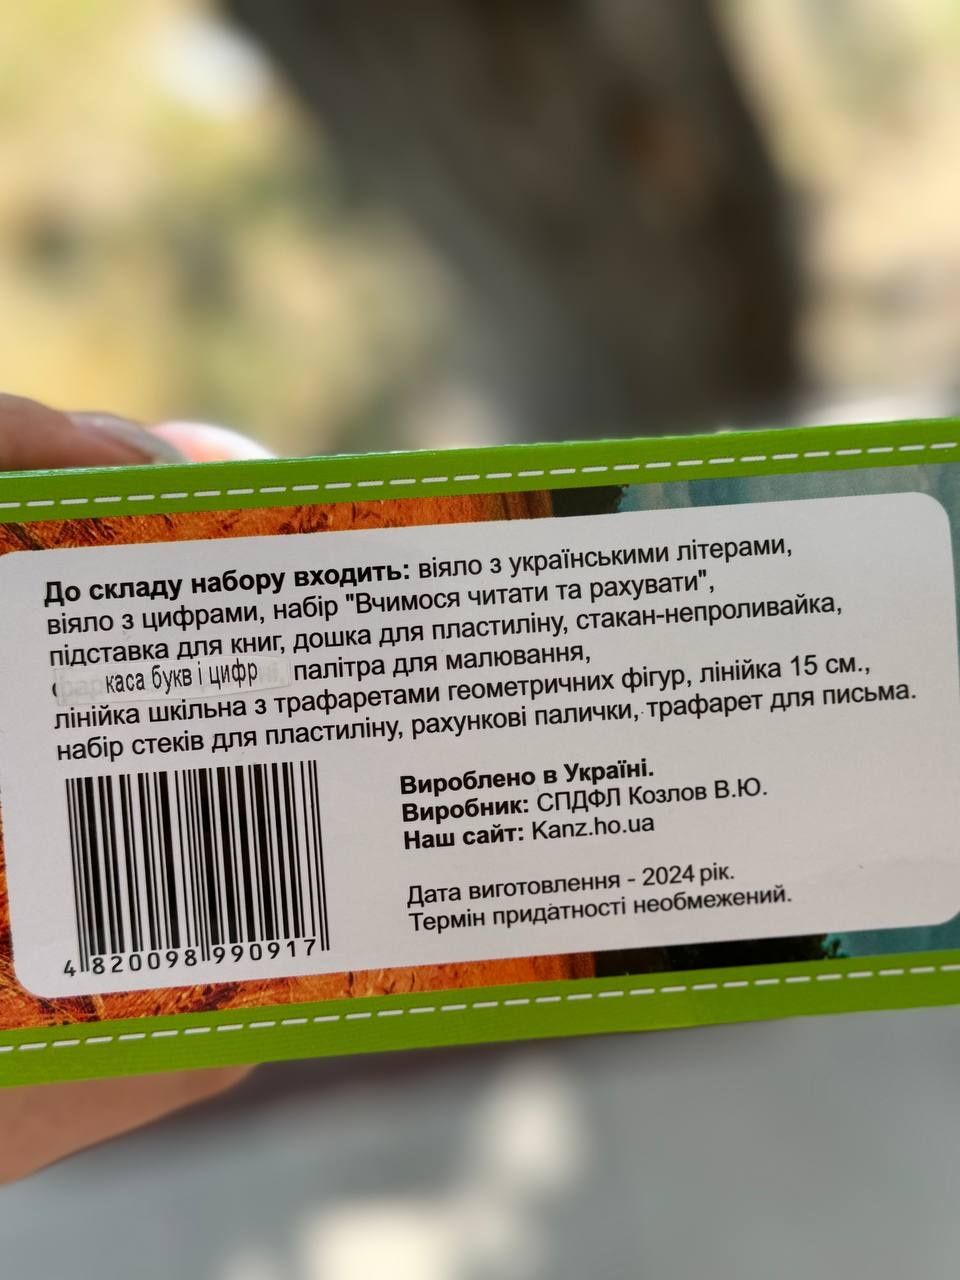 До складу набору входить: віяло з українськими літерами,
віяло з цифрами, набір "Вчимося читати та рахувати",
підставка для книг, дошка для пластиліну, стакан-непроливайка,
каса букв і цифр палітра для малювання,
лінійка шкільна з трафаретами геометричних фігур, лінійка 15 см.,
набір стеків для пластиліну, рахункові палички, трафарет для письма.
Вироблено в Україні.
Виробник: СПДФЛ Козлов В.Ю.
Наш сайт: Kanz.ho.ua
Дата виготовлення - 2024 рік.
Термін придатності необмежений.
4 820098 990917